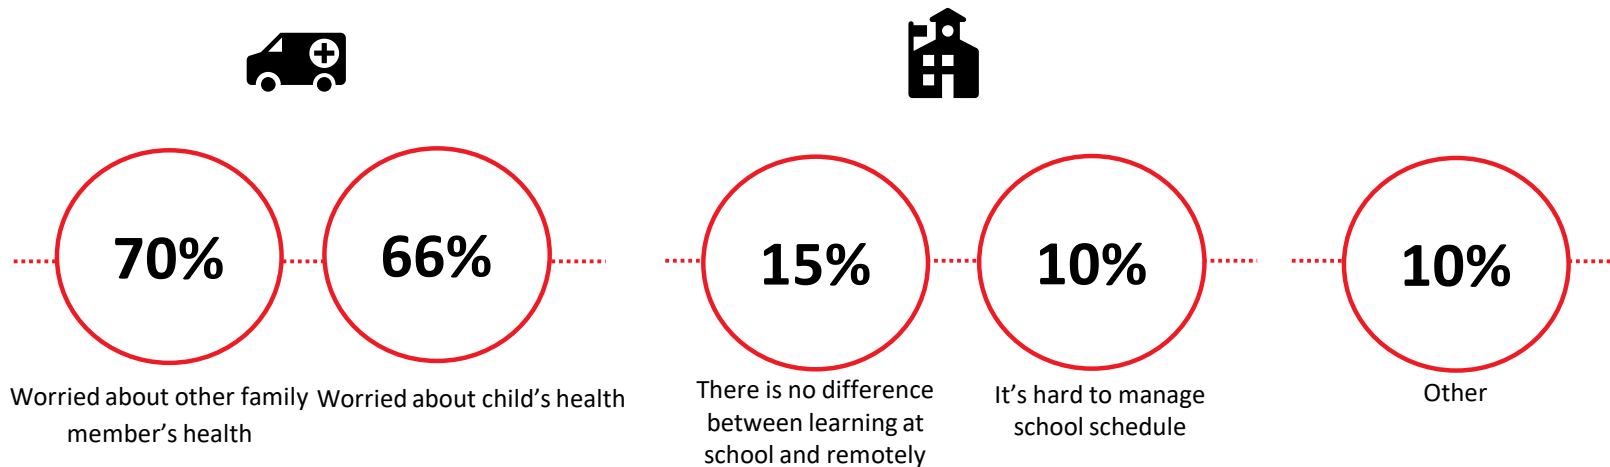 70%
66%
15%
10%
10%
Worried about other family
member's health
Worried about child’s health
There is no difference
between learning at
school and remotely
It’s hard to manage
school schedule
Other